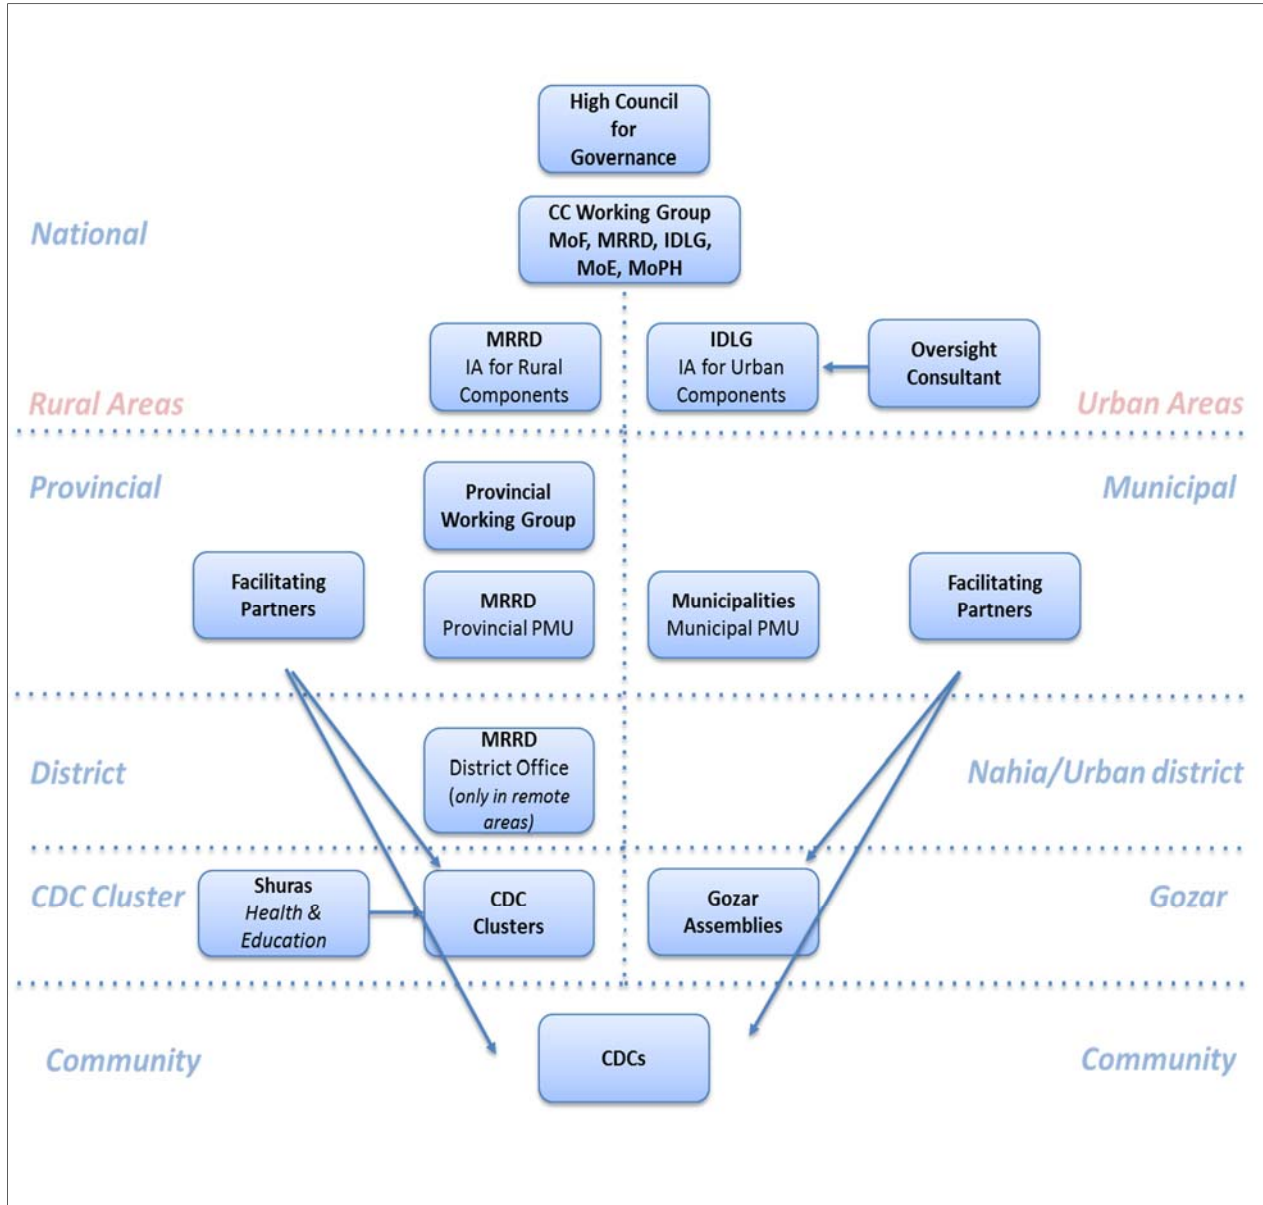 High Council
for
Governance
National
CC Working Group
MoF, MRRD, IDLG,
MoE, MoPH
MRRD
IA for Rural
Components
IDLG
IA for Urban
Components
Oversight
Consultant
Rural Areas
Urban Areas
Provincial
Municipal
Provincial
Working Group
Facilitating
Partners
MRRD
Provincial PMU
Municipalities
Municipal PMU
Facilitating
Partners
District
MRRD
District Office
(only in remote
areas)
Nahia/Urban district
CDC Cluster
Shuras
Health &
Education
CDC
Clusters
Gozar
Assemblies
Gozar
Community
CDCs
Community